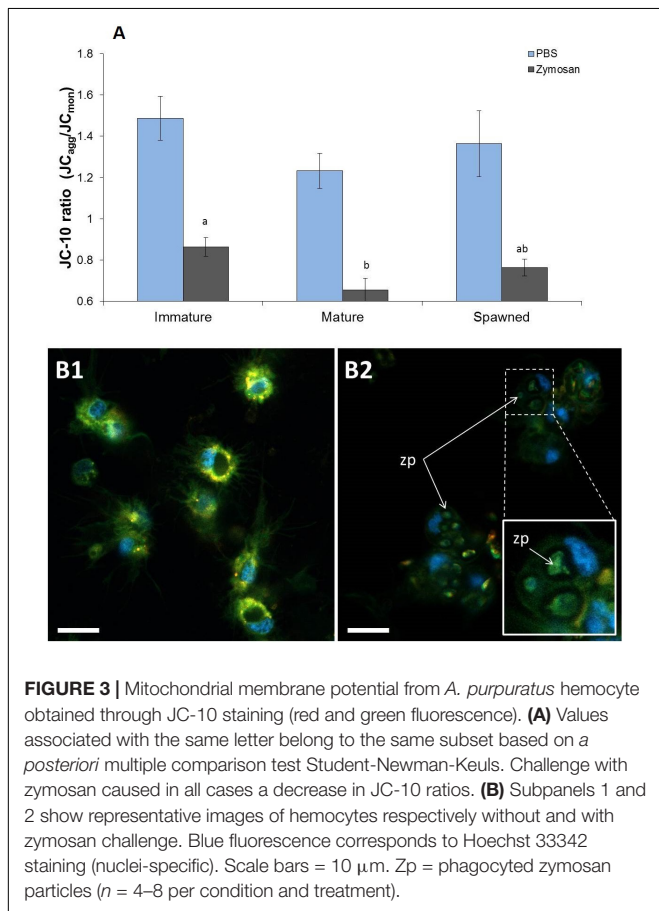 A
PBS
Zymosan
1.8
1.6
1.4
1.2
1
0.8
0.6
JC-10 ratio (JCagg/JCmon)
a
b
ab
Immature
Mature
Spawned
B1
B2
zp
zp
FIGURE 3 | Mitochondrial membrane potential from A. purpuratus hemocyte
obtained through JC-10 staining (red and green fluorescence). (A) Values
associated with the same letter belong to the same subset based on a
posteriori multiple comparison test Student-Newman-Keuls. Challenge with
zymosan caused in all cases a decrease in JC-10 ratios. (B) Subpanels 1 and
2 show representative images of hemocytes respectively without and with
zymosan challenge. Blue fluorescence corresponds to Hoechst 33342
staining (nuclei-specific). Scale bars = 10 μm. Zp = phagocyted zymosan
particles (n = 4–8 per condition and treatment).